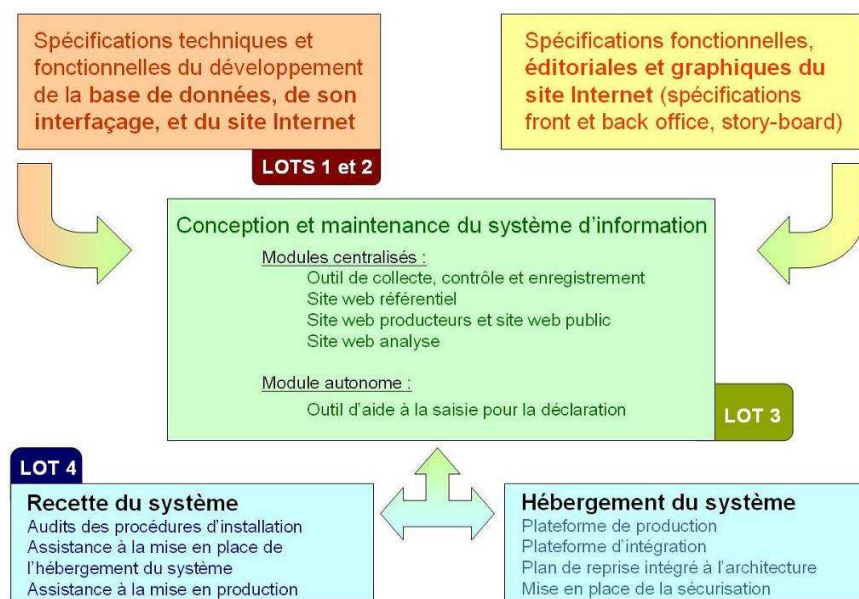 Spécifications techniques et
fonctionnelles du développement
de la base de données, de son
interfaçage, et du site Internet
LOTS 1 et 2
Spécifications fonctionnelles,
éditoriales et graphiques du
site Internet (spécifications
front et back office, story-board)
Conception et maintenance du système d'information
Modules centralisés :
Outil de collecte, contrôle et enregistrement
Site web référentiel
Site web producteurs et site web public
Site web analyse
Module autonome :
Outil d'aide à la saisie pour la déclaration
LOT 3
LOT 4
Recette du système
Audits des procédures d'installation
Assistance à la mise en place de
l'hébergement du système
Assistance à la mise en production
Hébergement du système
Plateforme de production
Plateforme d'intégration
Plan de reprise intégré à l'architecture
Mise en place de la sécurisation